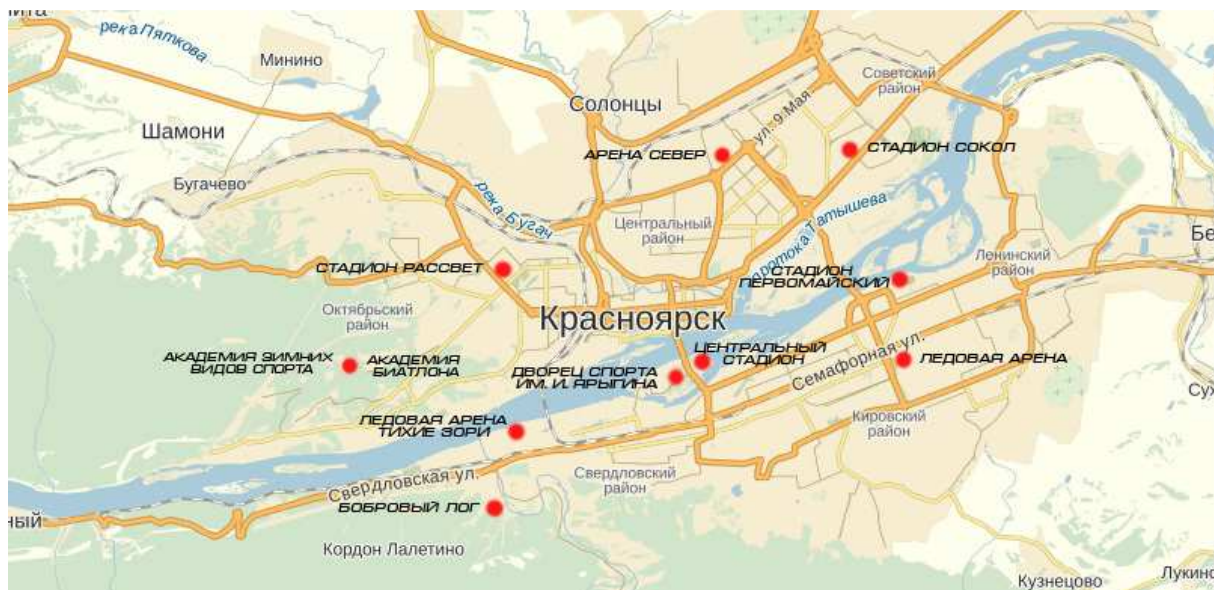 река Пяткова
Минино
Солонцы
Советский
район
Шамони
ул. 9 Мая
АРЕНА СЕВЕР
СТАДИОН СОКОЛ
Бугачево
река Бугач
Центральный
район
протока Татышева
Ленинский
район
СТАДИОН РАССВЕТ
СТАДИОН
ПЕРВОМАЙСКИЙ
Октябрьский
район
Красноярск
АКАДЕМИЯ ЗИМНИХ
ВИДОВ СПОРТА
АКАДЕМИЯ
БИАТЛОНА
ЦЕНТРАЛЬНЫЙ
СТАДИОН
ДВОРЕЦ СПОРТА
ИМ. И. ЯРЫГИНА
Семафорная ул.
ЛЕДОВАЯ АРЕНА
ЛЕДОВАЯ АРЕНА
ТИХИЕ ЗОРИ
Кировский
район
Свердловская ул.
Свердловский
район
БОБРОВЫЙ ЛОГ
ный
Кордон Лалетино
Кузнецово
Лукино